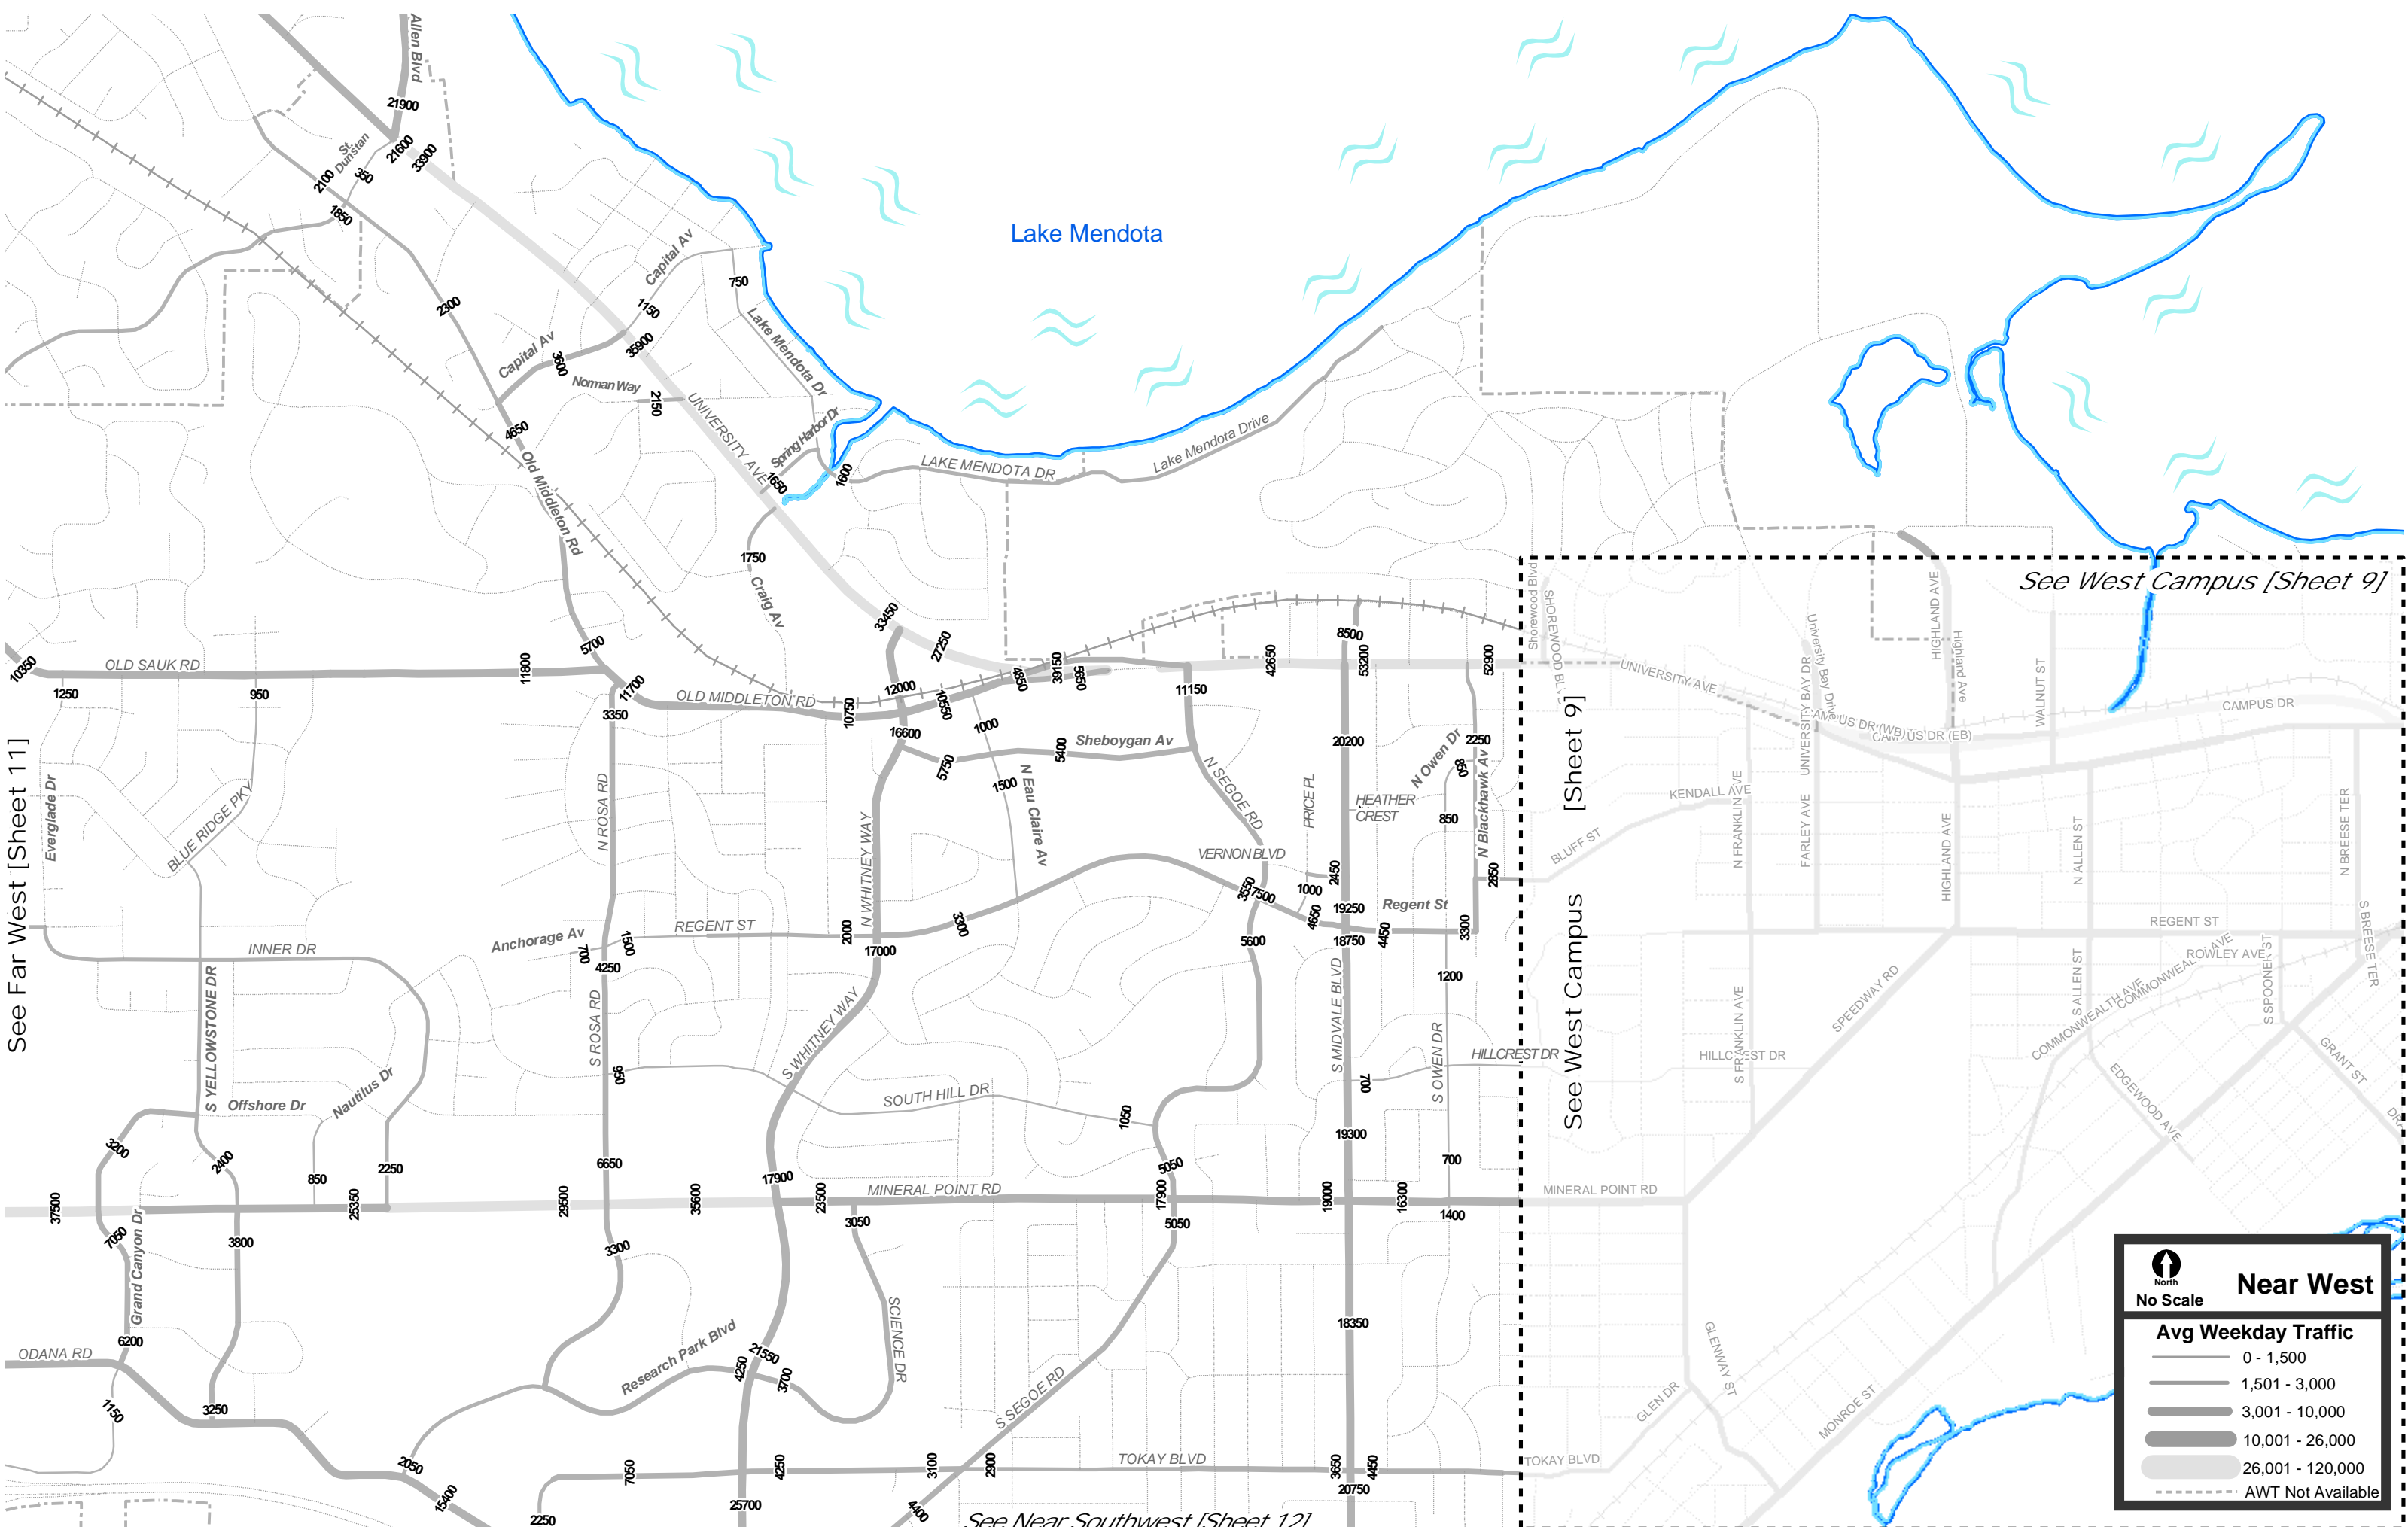 Allen Blvd
21900
St.
Dunstan
21600
33900
350
2100
1850
Lake Mendota
Capital Av
750
1150
2300
Lake Mendota Dr
35900
Capital Av
3600
Norman Way
2150
UNIVERSITY AVE
4650
Spring Harbor Dr
1650
1600
LAKE MENDOTA DR
Lake Mendota Drive
Old Middleton Rd
1750
Craig Av
33450
27250
See West Campus [Sheet 9]
Shorewood Blvd
HIGHLAND AVE
Highland Ave
University Bay Drive
UNIVERSITY BAY DR
WALNUT ST
UNIVERSITY AVE
CAMPUS DR
CAMPUS DR (WB)
CAMPUS DR (EB)
10350
OLD SAUK RD
11800
5700
1250
950
11700
3350
OLD MIDDLETON RD
10750
12000
10550
4850
39150
5950
11150
42650
8500
53200
52900
16600
1000
Sheboygan Av
5750
5400
1500
N Eau Claire Av
N SEGOE RD
20200
2250
850
N Owen Dr
N Blackhawk Av
PRICE PL
HEATHER
CREST
850
See West Campus [Sheet 9]
KENDALL AVE
BLUFF ST
N FRANKLIN AVE
FARLEY AVE
HIGHLAND AVE
N ALLEN ST
N BREESE TER
See Far West [Sheet 11]
Everglade Dr
BLUE RIDGE PKY
N ROSA RD
N WHITNEY WAY
VERNON BLVD
2450
2850
3550
7500
1000
4650
19250
Regent St
18750
4450
3300
REGENT ST
S BREESE TER
ROWLEY AVE
Anchorage Av
700
1500
REGENT ST
2000
3300
17000
4250
5600
1200
INNER DR
S YELLOWSTONE DR
S ROSA RD
S WHITNEY WAY
S MIDVALE BLVD
S OWEN DR
HILLCREST DR
HILLCREST DR
S FRANKLIN AVE
SPEEDWAY RD
S ALLEN ST
COMMONWEALTH AVE
S SPOONER ST
GRANT ST
EDGEWOOD AVE
Offshore Dr
Nautilus Dr
SOUTH HILL DR
1050
700
19300
3200
2400
850
2250
6650
17900
5050
700
37500
25350
29500
35600
23500
MINERAL POINT RD
17900
19000
16300
MINERAL POINT RD
7050
Grand Canyon Dr
3800
3300
3050
5050
1400
6200
ODANA RD
1150
3250
Research Park Blvd
4250
21550
3700
SCIENCE DR
S SEGOE RD
18350
GLENWAY ST
GLEN DR
MONROE ST
2050
15400
2250
7050
4250
25700
3100
2900
4400
TOKAY BLVD
3650
4450
20750
TOKAY BLVD
See Near Southwest [Sheet 12]
North
No Scale
Near West
Avg Weekday Traffic
0 - 1,500
1,501 - 3,000
3,001 - 10,000
10,001 - 26,000
26,001 - 120,000
AWT Not Available